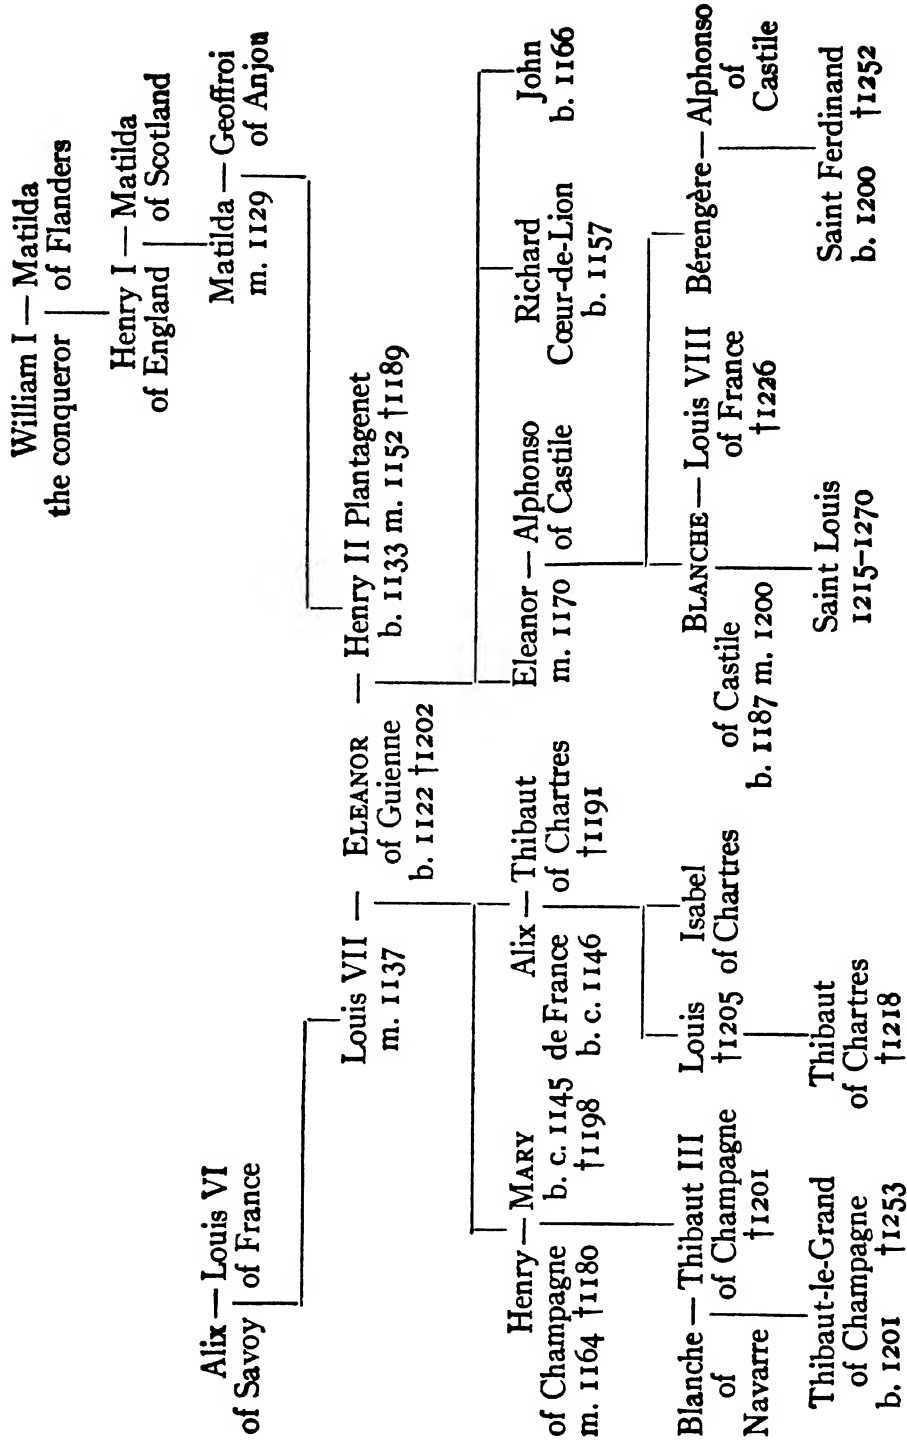 William I — Matilda
the conqueror of Flanders
Henry I — Matilda
of England of Scotland
Matilda — Geoffroi
m. 1129 of Anjou
Alix — Louis VI
of Savoy of France
Louis VII — ELEANOR — Henry II Plantagenet
m. 1137 of Guienne b. 1133 m. 1152 †1189
b. 1122 †1202
Henry — MARY
of Champagne b. c. 1145
m. 1164 †1180 †1198
Alix — Thibaut
de France of Chartres
b. c. 1146 †1191
Eleanor — Alphonso
m. 1170 of Castile
Richard
Cœur-de-Lion
b. 1157
John
b. 1166
Blanche — Thibaut III
of of Champagne
Navarre †1201
Louis
†1205
Isabel
of Chartres
BLANCHE — Louis VIII
of Castile of France
b. 1187 m. 1200 †1226
Bérengère — Alphonso
of
Castile
Thibaut-le-Grand
of Champagne
b. 1201 †1253
Thibaut
of Chartres
†1218
Saint Louis
1215–1270
Saint Ferdinand
b. 1200 †1252